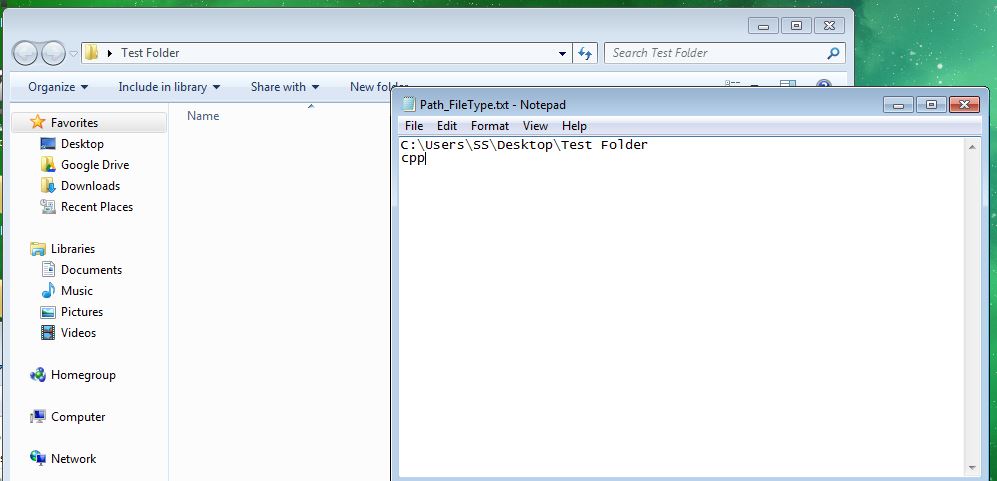 Test Folder
Search Test Folder
Organize
Include in library
Share with
New folder
Name
Favorites
Desktop
Google Drive
Downloads
Recent Places
Libraries
Documents
Music
Pictures
Videos
Homegroup
Computer
Network
Path_FileType.txt - Notepad
File Edit Format View Help
C:\Users\SS\Desktop\Test Folder
cpp